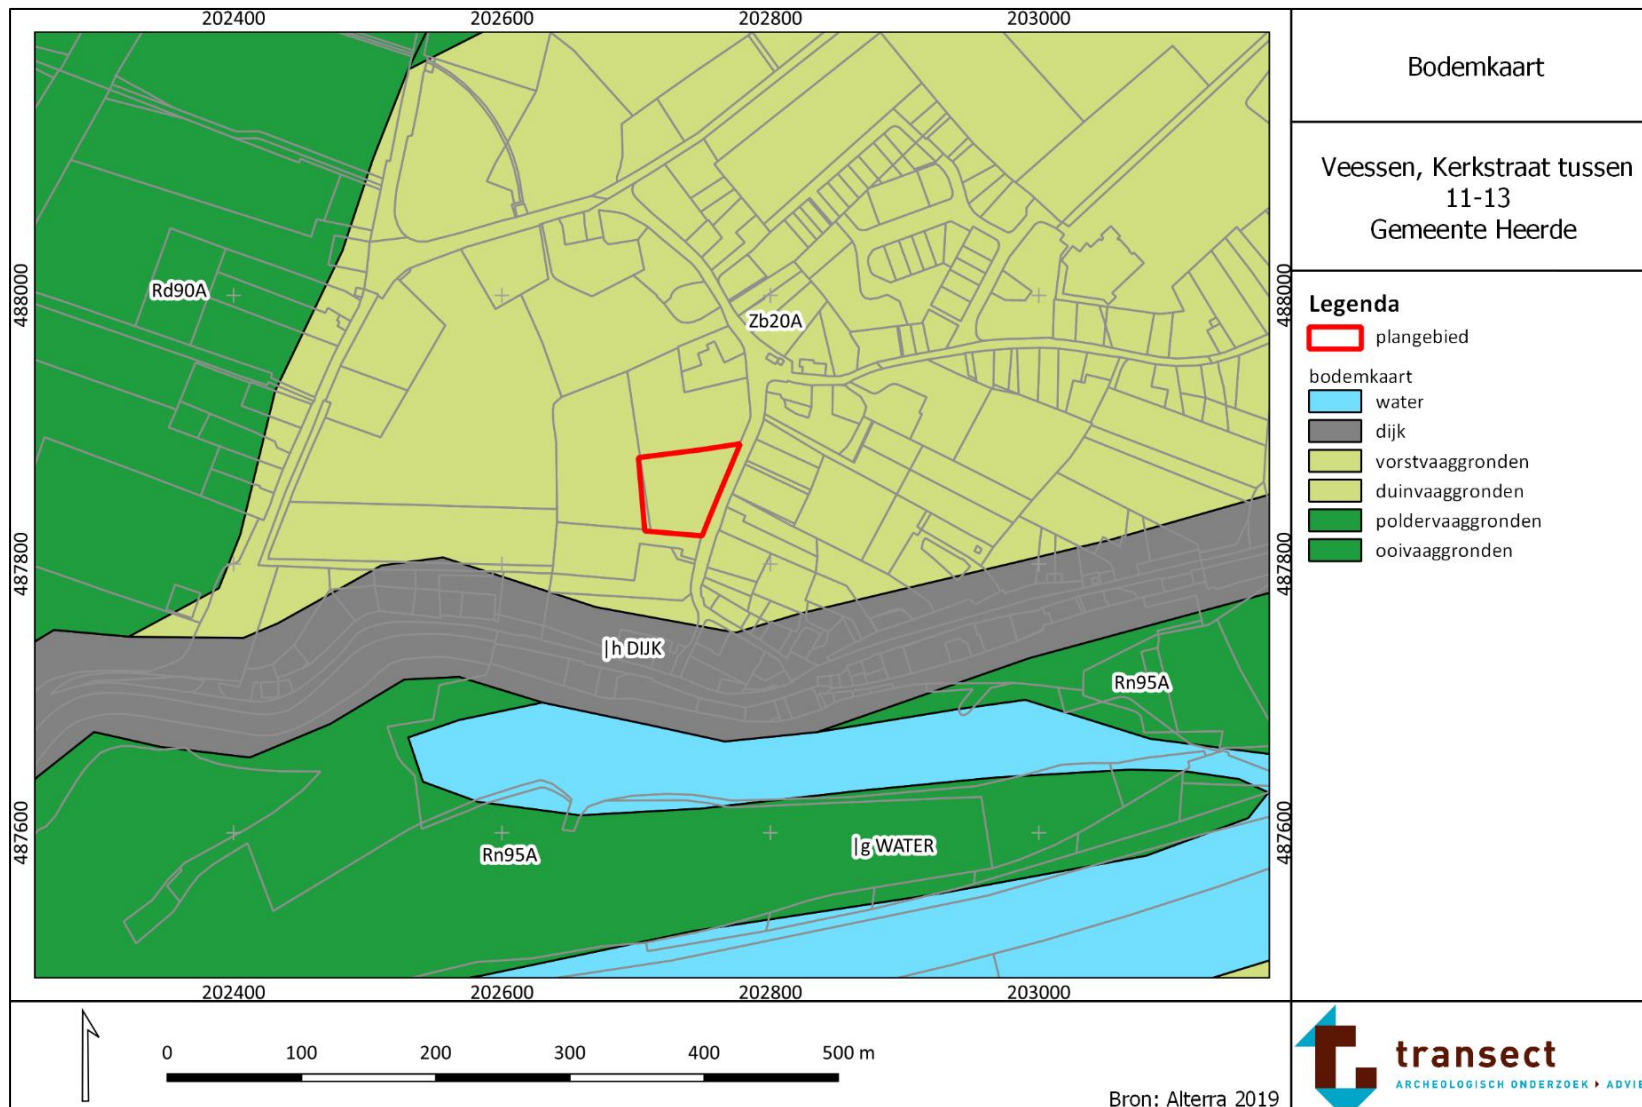 202400 202600 202800 203000
Bodemkaart
Veessen, Kerkstraat tussen
11-13
Gemeente Heerde
488000
488000
Rd90A
Zb20A
Legenda
plangebied
bodemkaart
water
dijk
vorstvaaggronden
duinvaaggronden
poldervaaggronden
ooivaaggronden
487800
487800
|h DIJK
Rn95A
487600
487600
Rn95A
|g WATER
202400 202600 202800 203000
0 100 200 300 400 500 m
Bron: Alterra 2019
transect
ARCHEOLOGISCH ONDERZOEK ADVIE